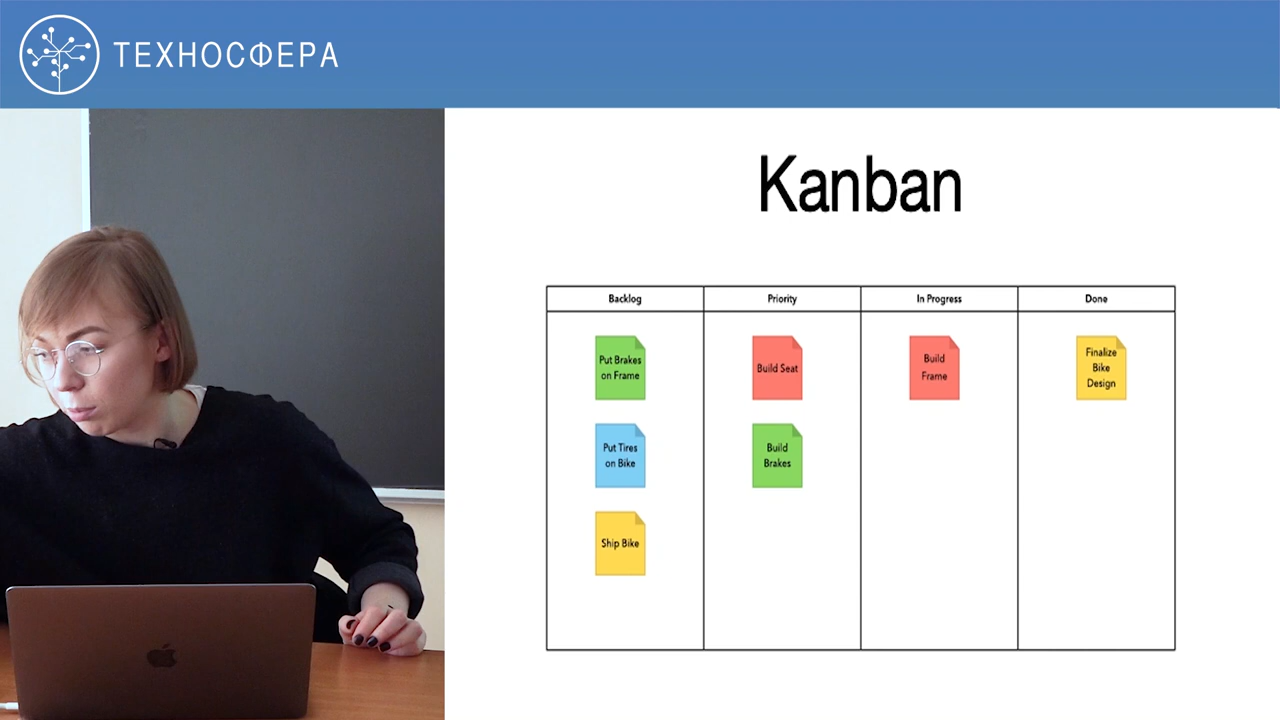 ТЕХНОСФЕРА
Kanban
Backlog
Priority
In Progress
Done
Put Brakes
on Frame
Build Seat
Build
Frame
Finalize
Bike
Design
Put Tires
on Bike
Build
Brakes
Ship Bike